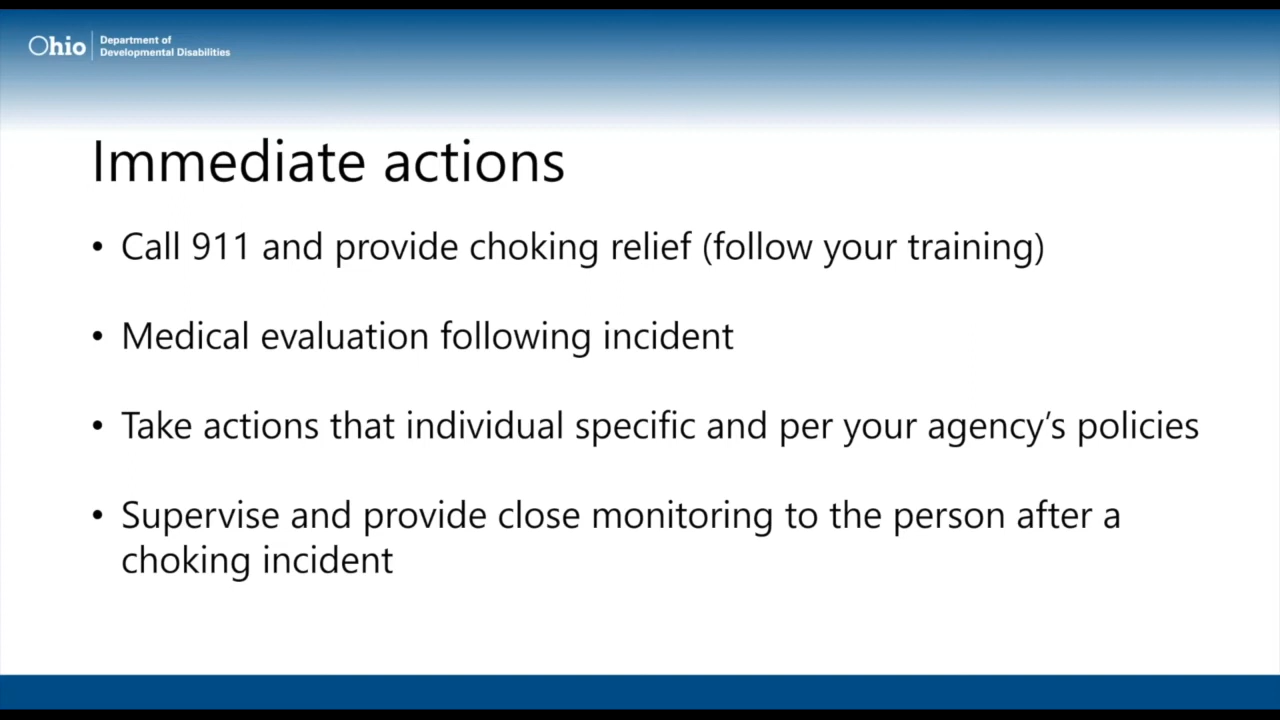 Ohio
Department of
Developmental Disabilities
Immediate actions
• Call 911 and provide choking relief (follow your training)
• Medical evaluation following incident
• Take actions that individual specific and per your agency’s policies
• Supervise and provide close monitoring to the person after a
choking incident